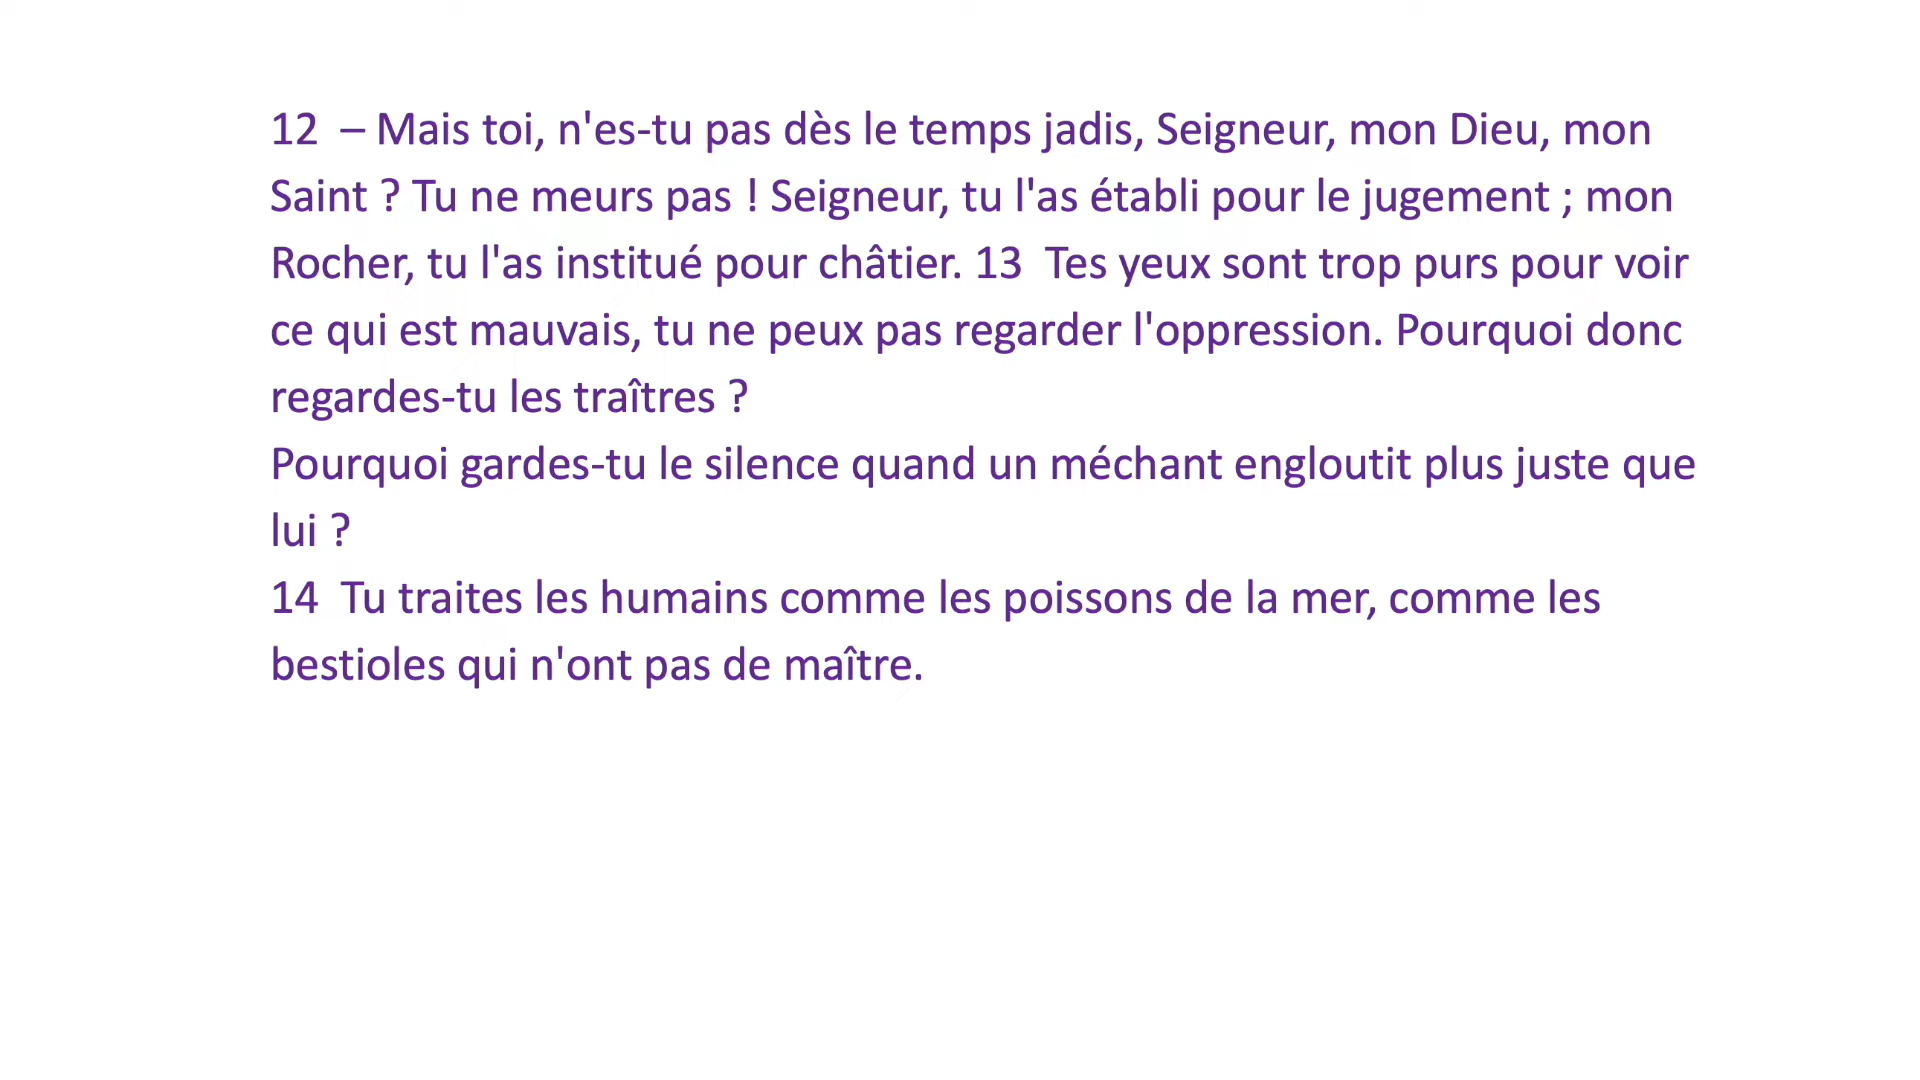 12  – Mais toi, n'es-tu pas dès le temps jadis, Seigneur, mon Dieu, mon
Saint ? Tu ne meurs pas ! Seigneur, tu l'as établi pour le jugement ; mon
Rocher, tu l'as institué pour châtier. 13  Tes yeux sont trop purs pour voir
ce qui est mauvais, tu ne peux pas regarder l'oppression. Pourquoi donc
regardes-tu les traîtres ?
Pourquoi gardes-tu le silence quand un méchant engloutit plus juste que
lui ?
14  Tu traites les humains comme les poissons de la mer, comme les
bestioles qui n'ont pas de maître.